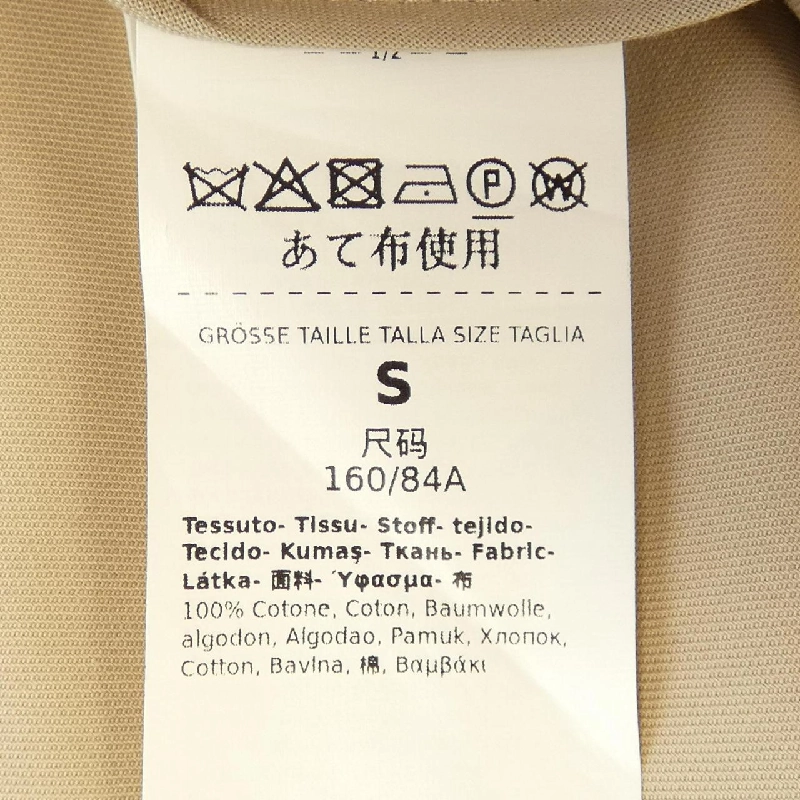 1/2
P W
あて布使用
GRÖSSE TAILLE TALLA SIZE TAGLIA
S
尺码
160/84A
Tessuto- Tissu- Stoff- tejido-
Tecido- Kumaş- Ткань- Fabric-
Látka- 面料- Ύφασμα- 布
100% Cotone, Coton, Baumwolle,
algodon, Algodao, Pamuk, Хлопок,
Cotton, Bavlna, 棉, Βαμβάκι